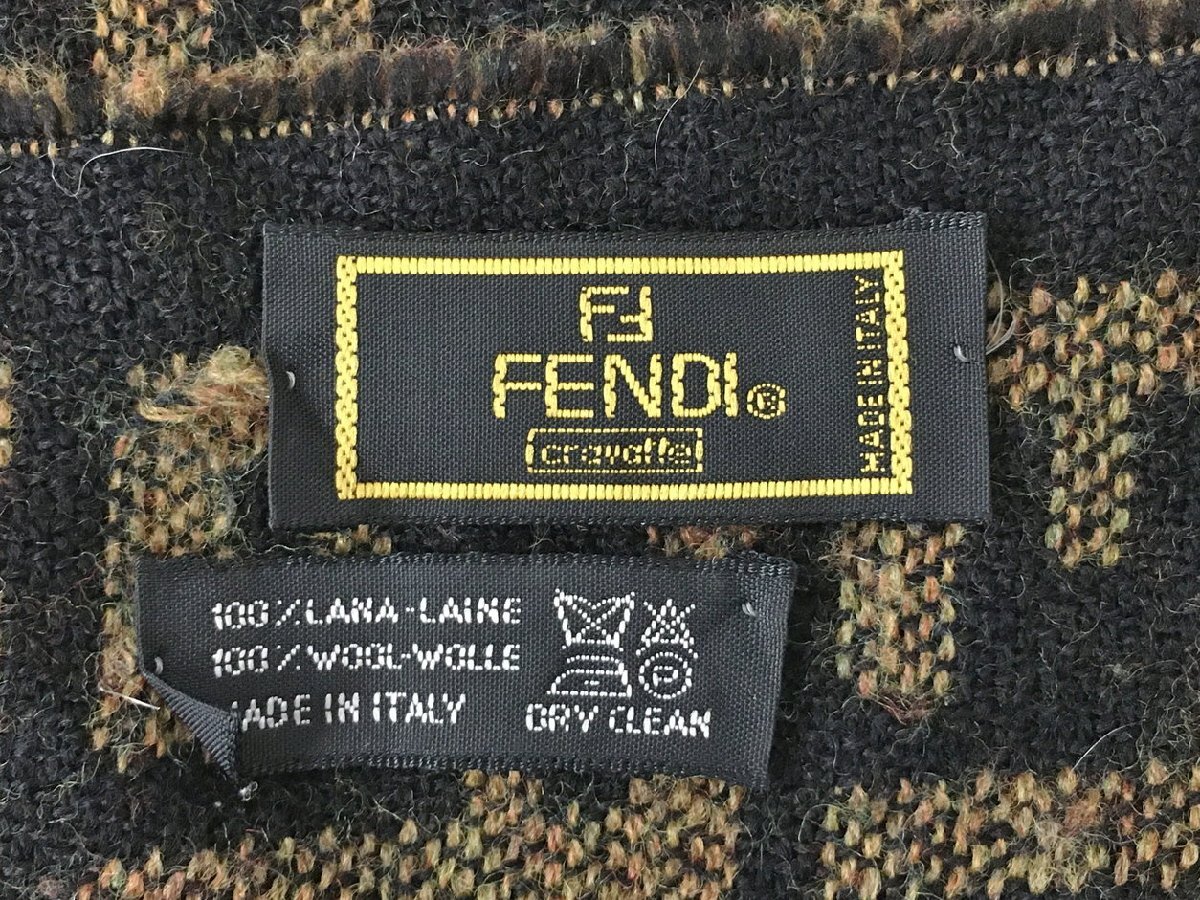 FF
FENDI®
cravatte
MADE IN ITALY
100% LANA-LAINE
100% WOOL-WOLLE
MADE IN ITALY
P
DRY CLEAN